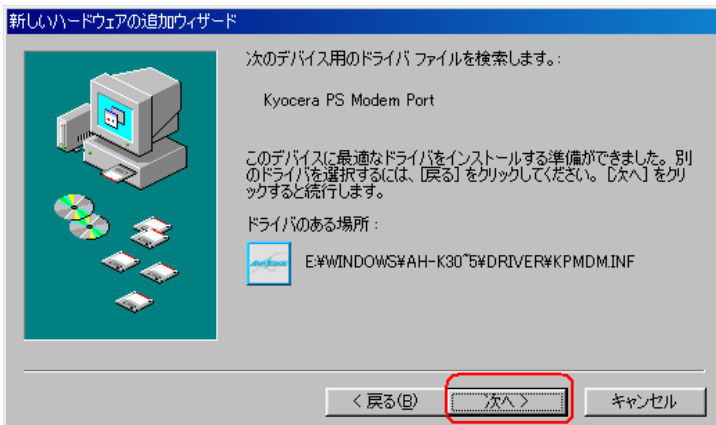 新しいハードウェアの追加ウィザード
次のデバイス用のドライバ ファイルを検索します。:
Kyocera PS Modem Port
このデバイスに最適なドライバをインストールする準備ができました。別
のドライバを選択するには、[戻る] をクリックしてください。[次へ] をクリ
ックすると続行します。
ドライバのある場所 :
AIR EDGE
E:¥WINDOWS¥AH-K30~5¥DRIVER¥KPMDM.INF
< 戻る(B)
次へ >
キャンセル